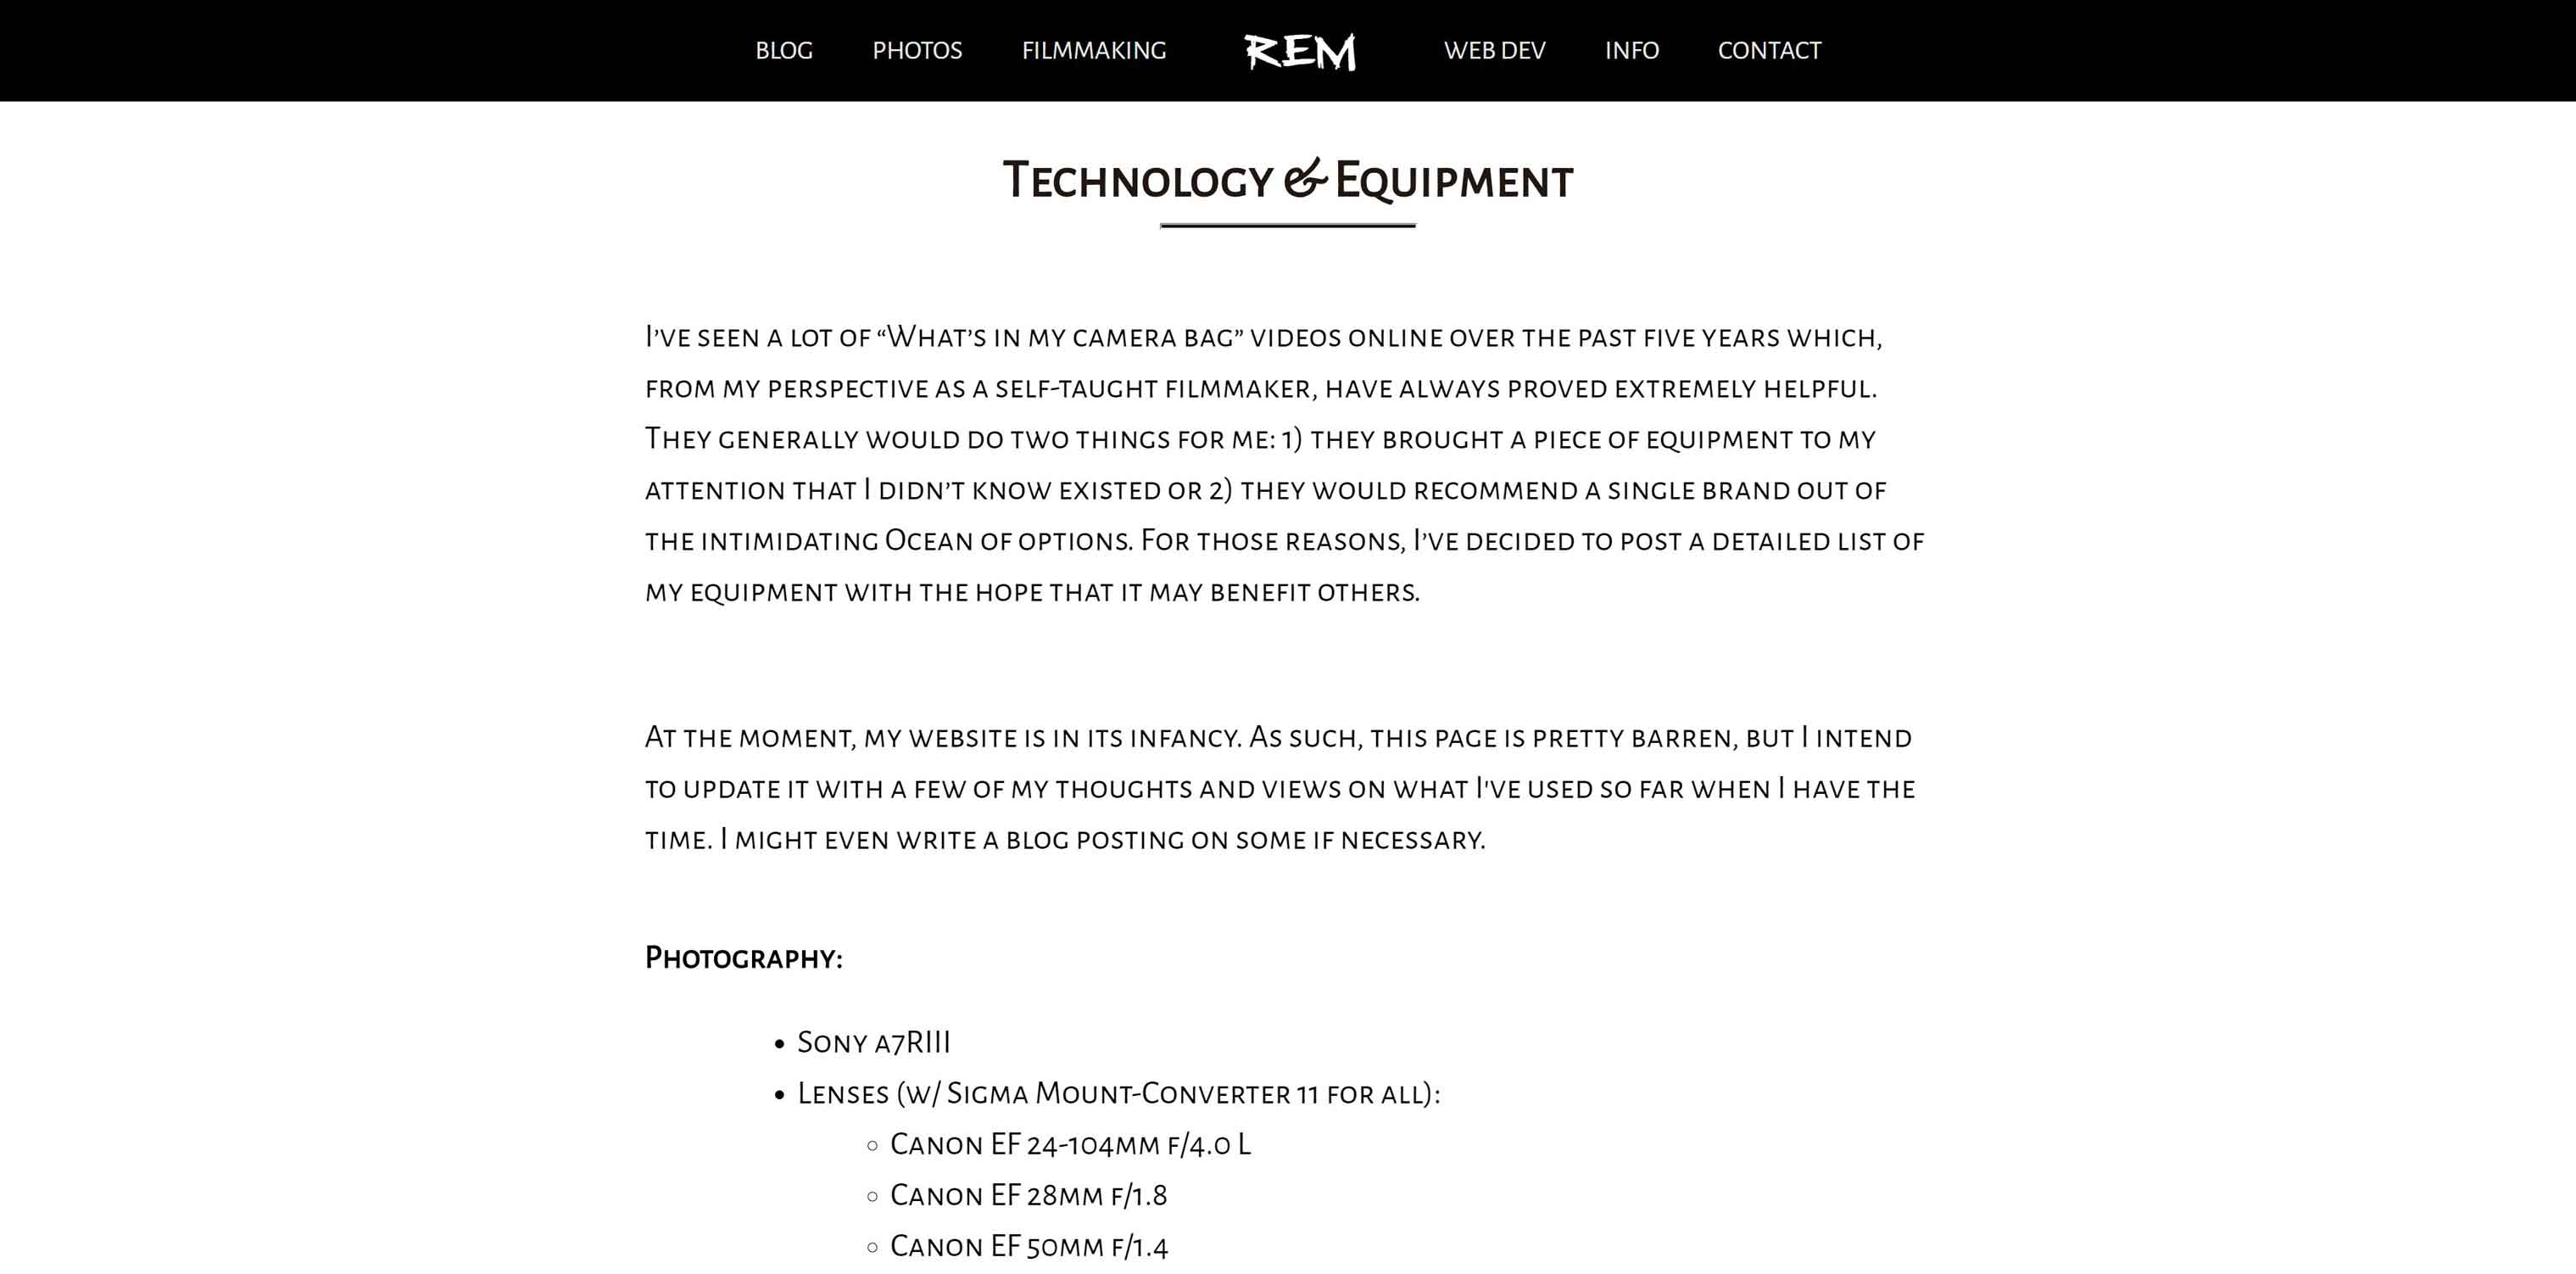 BLOG PHOTOS FILMMAKING REM WEB DEV INFO CONTACT
Technology & Equipment
I’ve seen a lot of “What’s in my camera bag” videos online over the past five years which,
from my perspective as a self-taught filmmaker, have always proved extremely helpful.
They generally would do two things for me: 1) they brought a piece of equipment to my
attention that I didn’t know existed or 2) they would recommend a single brand out of
the intimidating Ocean of options. For those reasons, I’ve decided to post a detailed list of
my equipment with the hope that it may benefit others.
At the moment, my website is in its infancy. As such, this page is pretty barren, but I intend
to update it with a few of my thoughts and views on what I've used so far when I have the
time. I might even write a blog posting on some if necessary.
Photography:
• Sony a7RIII
• Lenses (w/ Sigma Mount-Converter 11 for all):
◦ Canon EF 24-104mm f/4.0 L
◦ Canon EF 28mm f/1.8
◦ Canon EF 50mm f/1.4